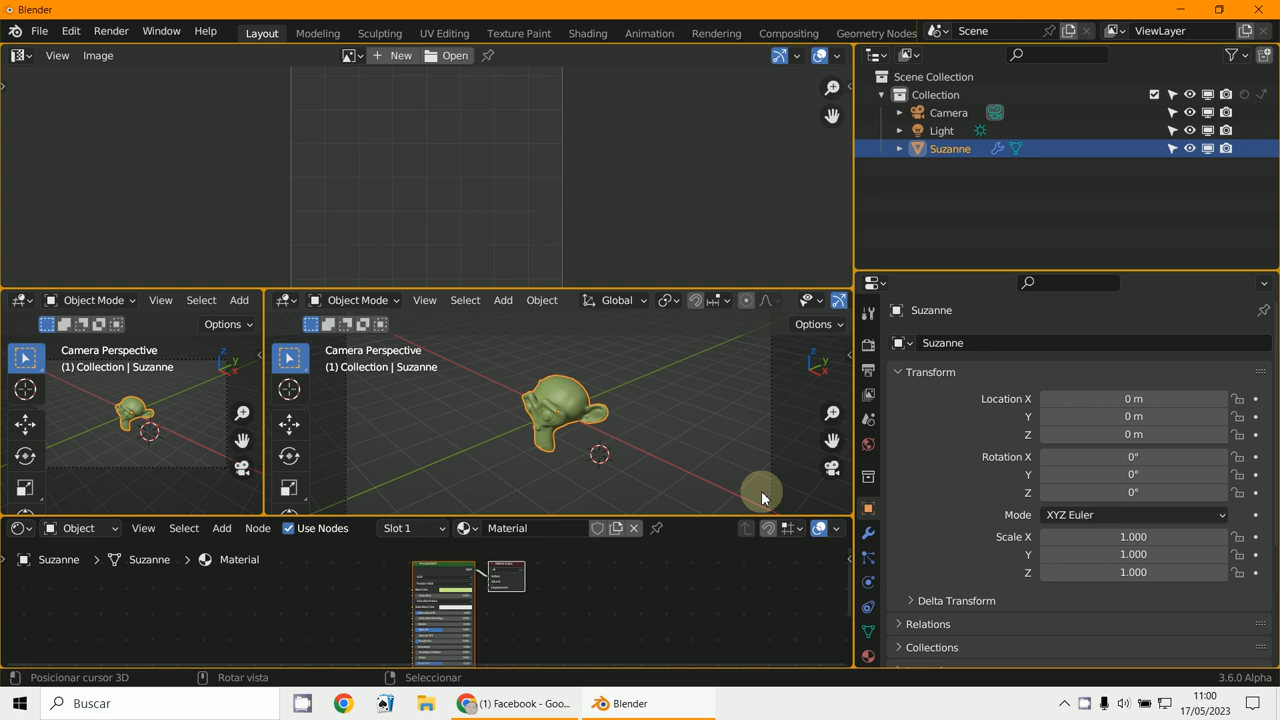 Blender
File Edit Render Window Help Layout Modeling Sculpting UV Editing Texture Paint Shading Animation Rendering Compositing Geometry Nodes Scene ViewLayer
View Image New Open
Scene Collection
Collection
Camera
Light
Suzanne
Object Mode View Select Add
Options
Camera Perspective
(1) Collection | Suzanne
Object Mode View Select Add Object Global
Options
Camera Perspective
(1) Collection | Suzanne
Suzanne
Suzanne
Transform
Location X 0 m
Y 0 m
Z 0 m
Rotation X 0°
Y 0°
Z 0°
Mode XYZ Euler
Scale X 1.000
Y 1.000
Z 1.000
Delta Transform
Relations
Collections
Object View Select Add Node Use Nodes Slot 1 Material
Suzanne > Suzanne > Material
Posicionar cursor 3D Rotar vista Seleccionar 3.6.0 Alpha
Buscar (1) Facebook - Goo... Blender 11:00
17/05/2023